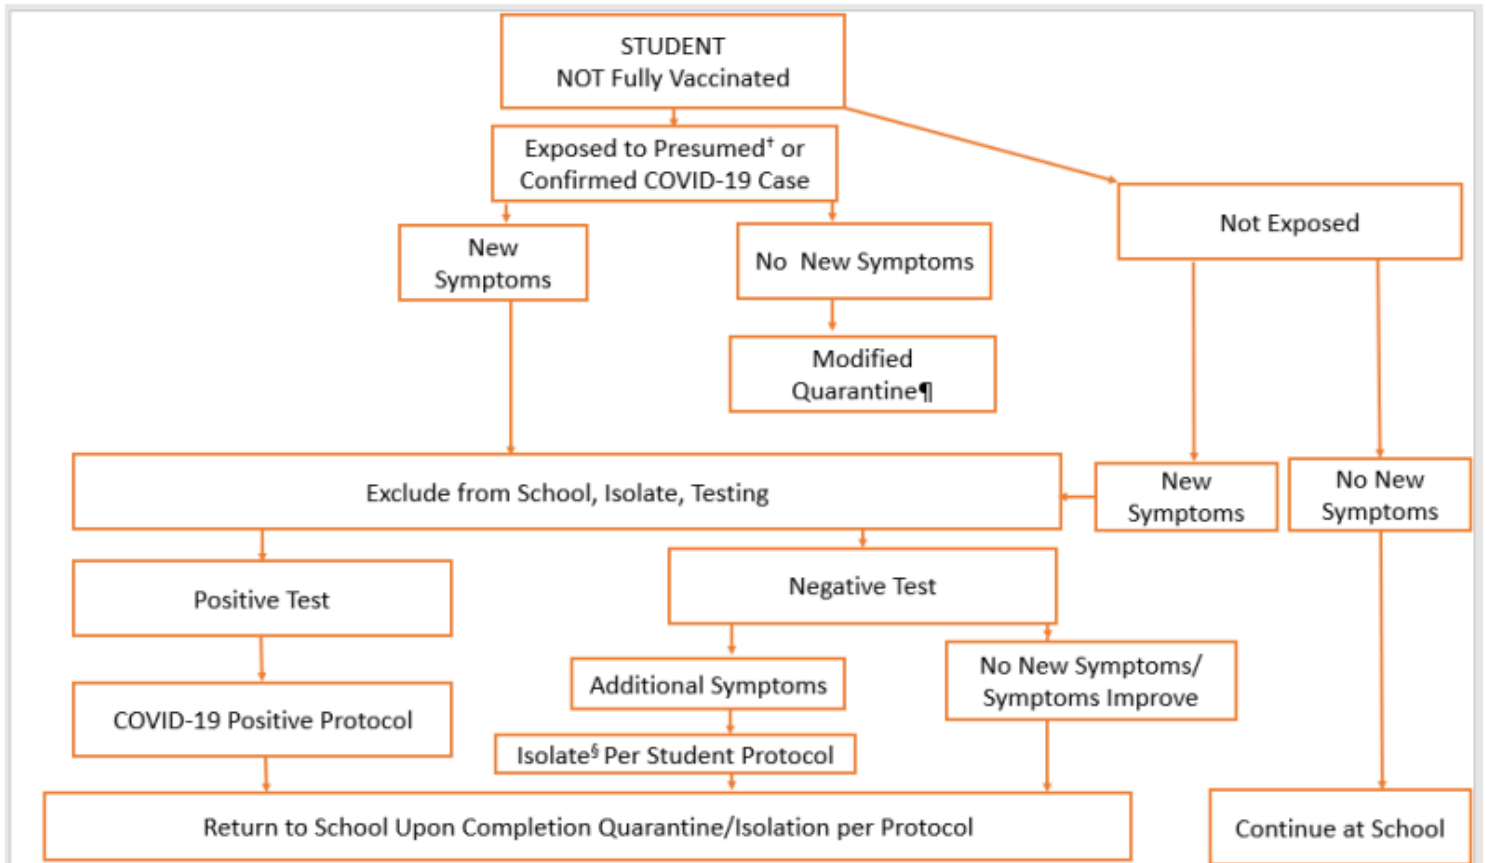 STUDENT
NOT Fully Vaccinated
Exposed to Presumed† or
Confirmed COVID-19 Case
Not Exposed
New
Symptoms
No  New Symptoms
Modified
Quarantine¶
Exclude from School, Isolate, Testing
New
Symptoms
No New
Symptoms
Positive Test
Negative Test
Additional Symptoms
No New Symptoms/
Symptoms Improve
COVID-19 Positive Protocol
Isolate§ Per Student Protocol
Return to School Upon Completion Quarantine/Isolation per Protocol
Continue at School